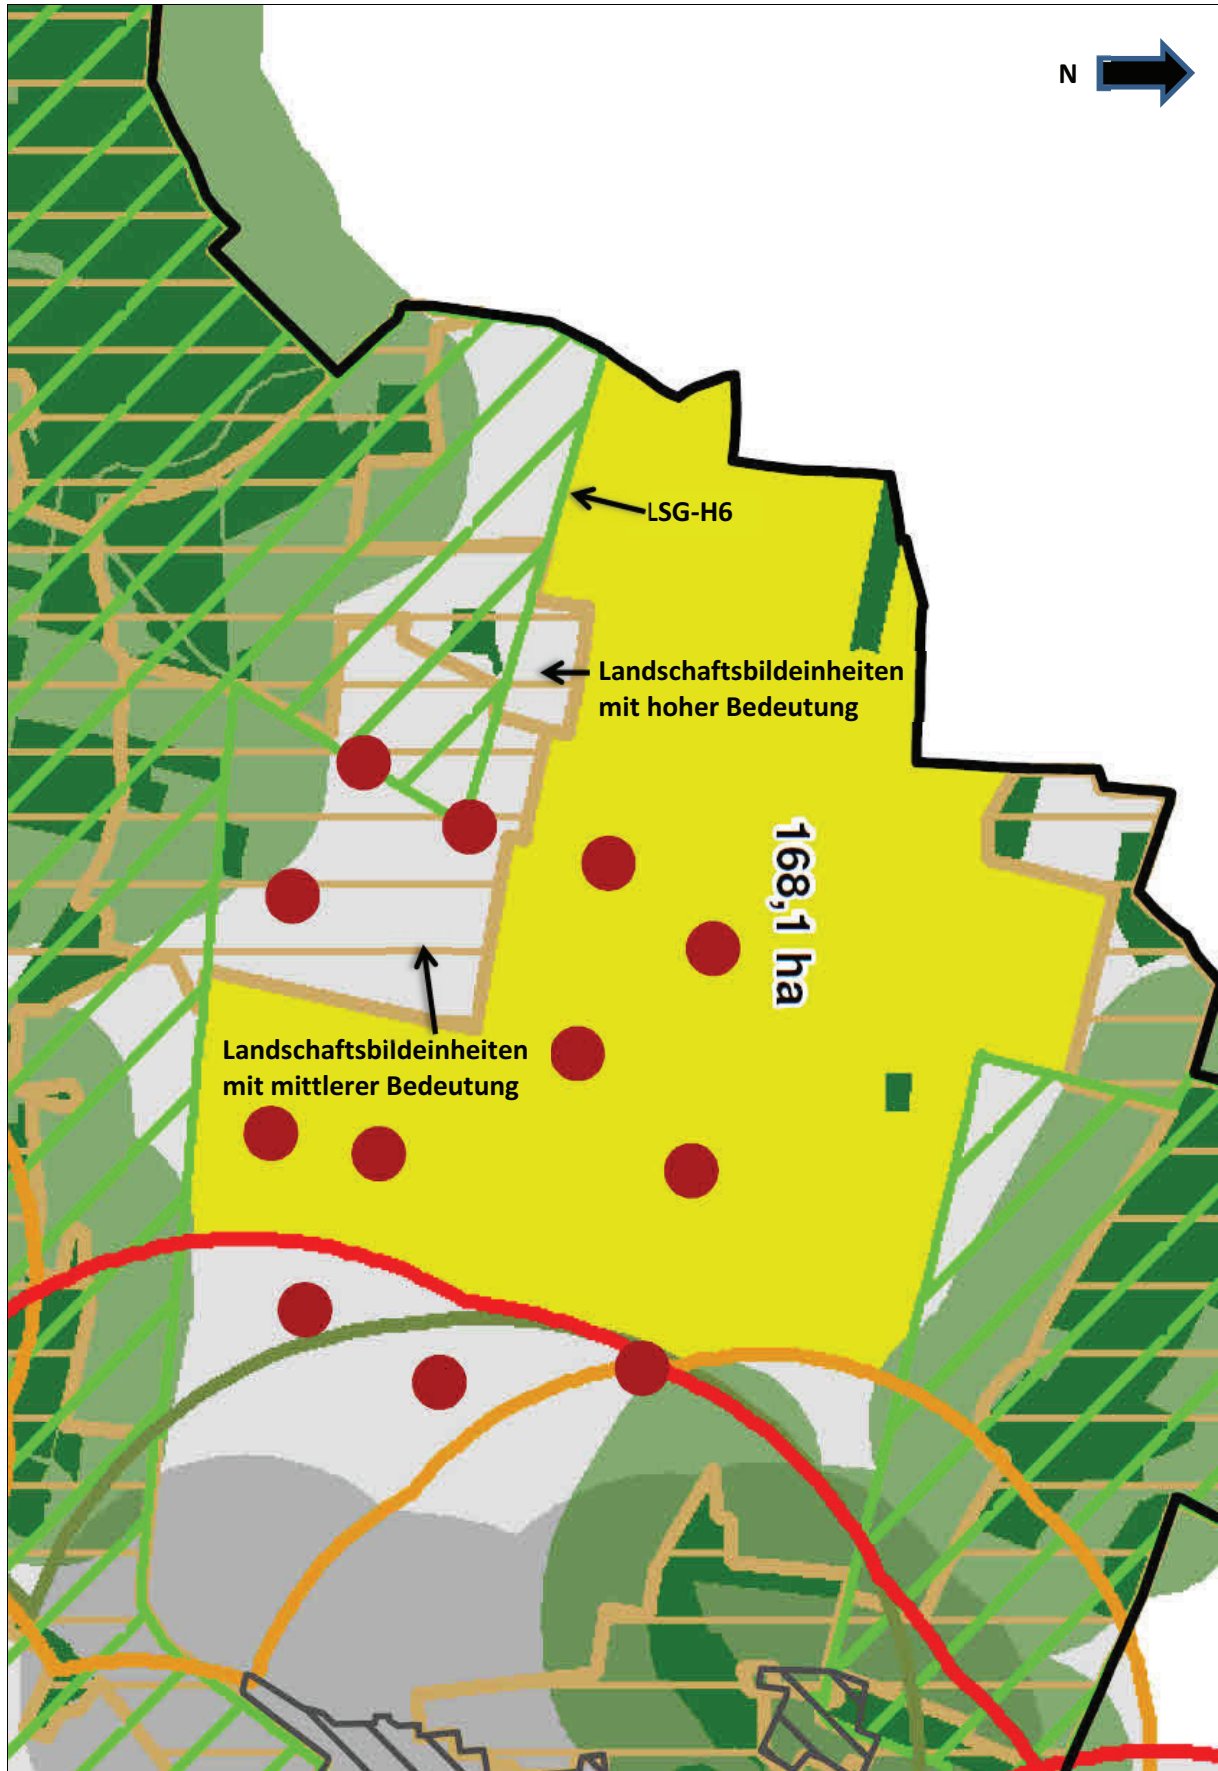 N
LSG-H6
Landschaftsbildeinheiten
mit hoher Bedeutung
168,1 ha
Landschaftsbildeinheiten
mit mittlerer Bedeutung